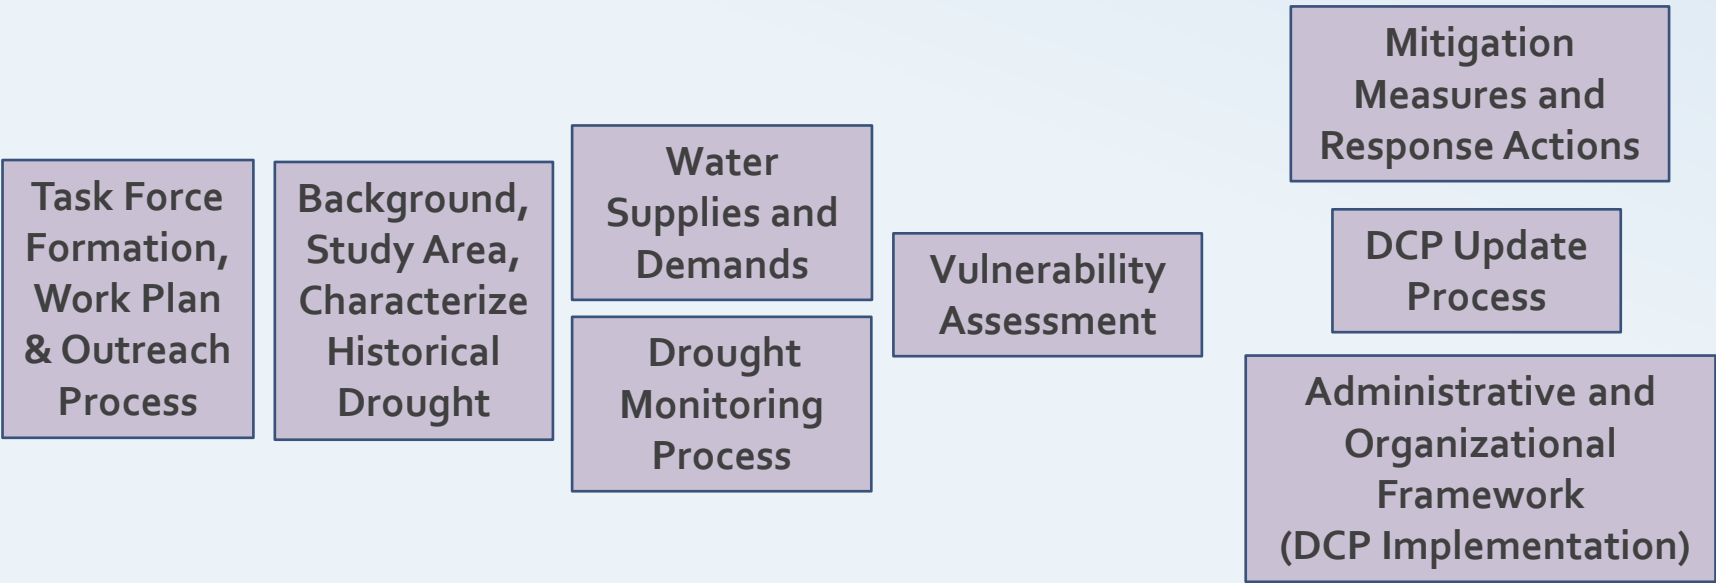 Task Force
Formation,
Work Plan
& Outreach
Process
Background,
Study Area,
Characterize
Historical
Drought
Water
Supplies and
Demands
Drought
Monitoring
Process
Vulnerability
Assessment
Mitigation
Measures and
Response Actions
DCP Update
Process
Administrative and
Organizational
Framework
(DCP Implementation)